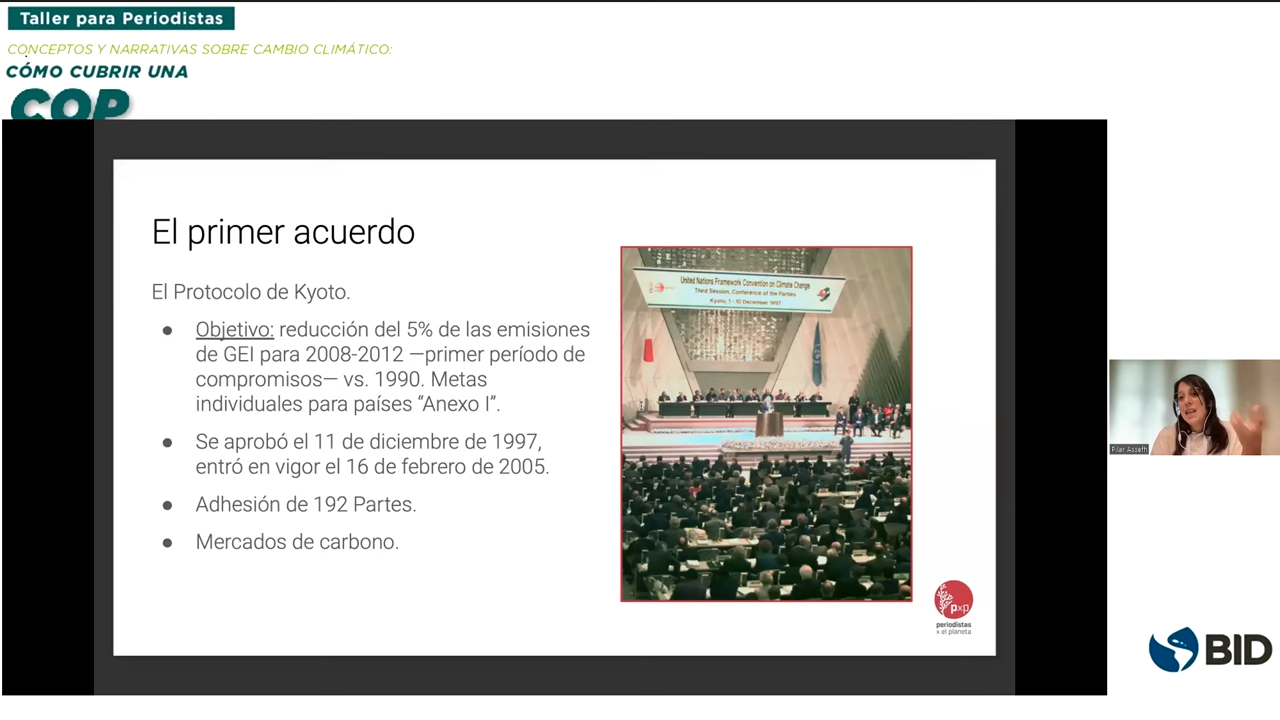 Taller para Periodistas
CONCEPTOS Y NARRATIVAS SOBRE CAMBIO CLIMÁTICO:
CÓMO CUBRIR UNA
COP
El primer acuerdo
El Protocolo de Kyoto.
● Objetivo: reducción del 5% de las emisiones
de GEI para 2008-2012 —primer período de
compromisos— vs. 1990. Metas
individuales para países “Anexo I”.
● Se aprobó el 11 de diciembre de 1997,
entró en vigor el 16 de febrero de 2005.
● Adhesión de 192 Partes.
● Mercados de carbono.
United Nations Framework Convention on Climate Change
Third Session, Conference of the Parties
Kyoto, 1 - 10 December 1997
pxp
periodistas
x el planeta
Pilar Assefh
BID